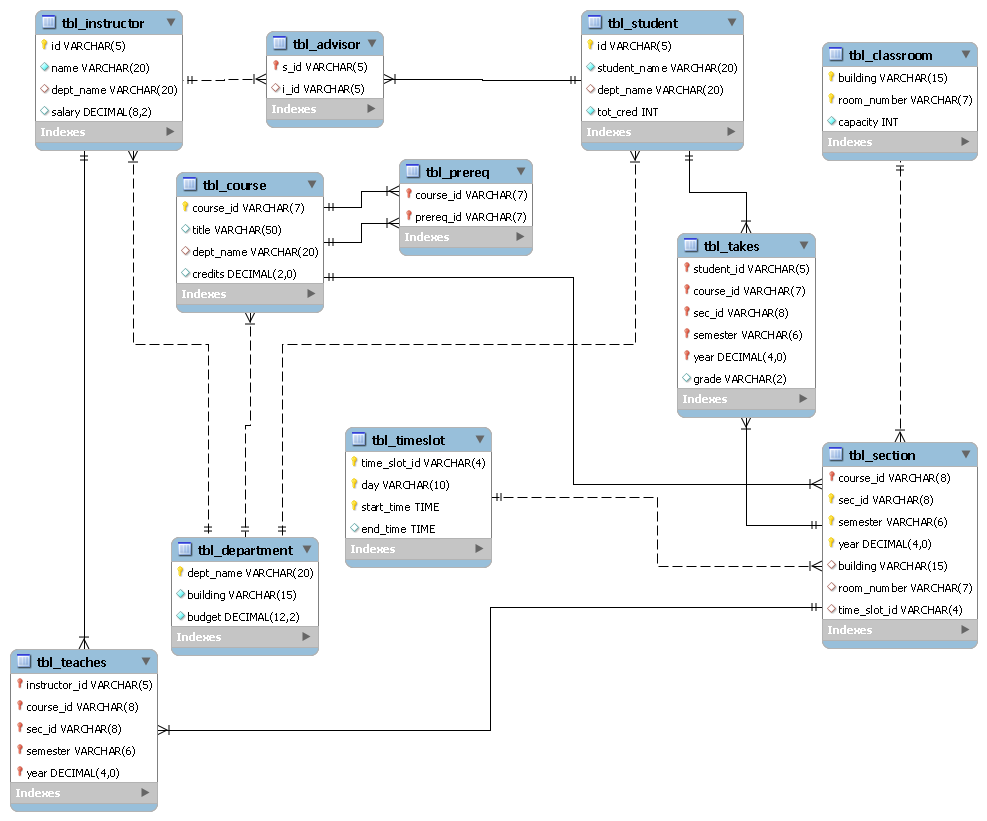 tbl_instructor
id VARCHAR(5)
name VARCHAR(20)
dept_name VARCHAR(20)
salary DECIMAL(8,2)
Indexes
tbl_advisor
s_id VARCHAR(5)
i_id VARCHAR(5)
Indexes
tbl_student
id VARCHAR(5)
student_name VARCHAR(20)
dept_name VARCHAR(20)
tot_cred INT
Indexes
tbl_classroom
building VARCHAR(15)
room_number VARCHAR(7)
capacity INT
Indexes
tbl_course
course_id VARCHAR(7)
title VARCHAR(50)
dept_name VARCHAR(20)
credits DECIMAL(2,0)
Indexes
tbl_prereq
course_id VARCHAR(7)
prereq_id VARCHAR(7)
Indexes
tbl_takes
student_id VARCHAR(5)
course_id VARCHAR(7)
sec_id VARCHAR(8)
semester VARCHAR(6)
year DECIMAL(4,0)
grade VARCHAR(2)
Indexes
tbl_timeslot
time_slot_id VARCHAR(4)
day VARCHAR(10)
start_time TIME
end_time TIME
Indexes
tbl_section
course_id VARCHAR(8)
sec_id VARCHAR(8)
semester VARCHAR(6)
year DECIMAL(4,0)
building VARCHAR(15)
room_number VARCHAR(7)
time_slot_id VARCHAR(4)
Indexes
tbl_department
dept_name VARCHAR(20)
building VARCHAR(15)
budget DECIMAL(12,2)
Indexes
tbl_teaches
instructor_id VARCHAR(5)
course_id VARCHAR(8)
sec_id VARCHAR(8)
semester VARCHAR(6)
year DECIMAL(4,0)
Indexes